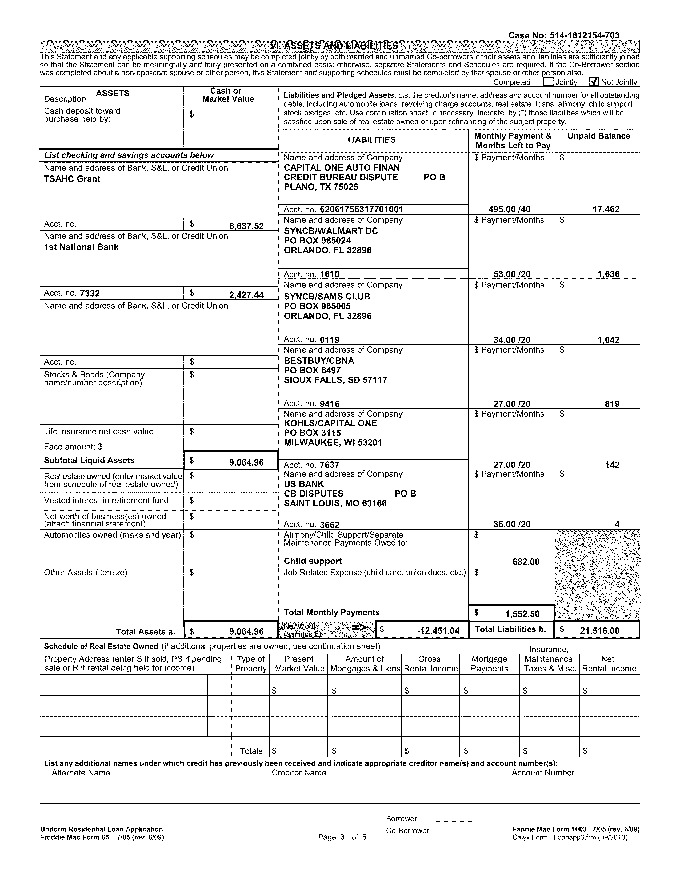 Case No: 514-1812154-703
VI. ASSETS AND LIABILITIES
This Statement and any applicable supporting schedules may be completed jointly by both married and unmarried Co-borrowers if their assets and liabilities are sufficiently joined
so that the Statement can be meaningfully and fairly presented on a combined basis; otherwise, separate Statements and Schedules are required. If the Co-Borrower section
was completed about a non-applicant spouse or other person, this Statement and supporting schedules must be completed by that spouse or other person also.
Completed Jointly Not Jointly
ASSETS
Description
Cash or
Market Value
Cash deposit toward
purchase held by:
$
Liabilities and Pledged Assets. List the creditor's name, address and account number for all outstanding
debts, including automobile loans, revolving charge accounts, real estate loans, alimony, child support,
stock pledges, etc. Use continuation sheet, if necessary. Indicate by (*) those liabilities which will be
satisfied upon sale of real estate owned or upon refinancing of the subject property.
LIABILITIES
Monthly Payment &
Months Left to Pay
Unpaid Balance
List checking and savings accounts below
Name and address of Bank, S&L, or Credit Union
TSAHC Grant
Acct. no. $ 6,637.52
Name and address of Bank, S&L, or Credit Union
1st National Bank
Acct. no. 7332 $ 2,427.44
Name and address of Bank, S&L, or Credit Union
Acct. no. $
Stocks & Bonds (Company
name/number description)
$
Life insurance net cash value $
Face amount: $
Subtotal Liquid Assets $ 9,064.96
Real estate owned (enter market value
from schedule of real estate owned)
$
Vested interest in retirement fund $
Net worth of business(es) owned
(attach financial statement)
$
Automobiles owned (make and year) $
Other Assets (itemize) $
Total Assets a. $ 9,064.96
Name and address of Company $ Payment/Months $
CAPITAL ONE AUTO FINAN
CREDIT BUREAU DISPUTE PO B
PLANO, TX 75025
Acct. no. 62061756317701001 495.00 /40 17,462
Name and address of Company $ Payment/Months $
SYNCB/WALMART DC
PO BOX 965024
ORLANDO, FL 32896
Acct. no. 1610 53.00 /20 1,636
Name and address of Company $ Payment/Months $
SYNCB/SAMS CLUB
PO BOX 965005
ORLANDO, FL 32896
Acct. no. 0119 34.00 /20 1,042
Name and address of Company $ Payment/Months $
BESTBUY/CBNA
PO BOX 6497
SIOUX FALLS, SD 57117
Acct. no. 9416 27.00 /20 819
Name and address of Company $ Payment/Months $
KOHLS/CAPITAL ONE
PO BOX 3115
MILWAUKEE, WI 53201
Acct. no. 7637 27.00 /20 142
Name and address of Company $ Payment/Months $
US BANK
CB DISPUTES PO B
SAINT LOUIS, MO 63166
Acct. no. 3662 36.00 /20 4
Alimony/Child Support/Separate
Maintenance Payments Owed to: $
Child support 682.00
Job-Related Expense (child care, union dues, etc.) $
Total Monthly Payments $ 1,552.50
$ -12,451.04 Total Liabilities b. $ 21,516.00
Schedule of Real Estate Owned (if additional properties are owned, use continuation sheet)
Property Address (enter S if sold, PS if pending
sale or R if rental being held for income)
Type of
Property
Present
Market Value
Amount of
Mortgages & Liens
Gross
Rental Income
Mortgage
Payments
Insurance,
Maintenance
Taxes & Misc.
Net
Rental Income
$ $ $ $ $ $
Totals $ $ $ $ $ $
List any additional names under which credit has previously been received and indicate appropriate creditor name(s) and account number(s):
Alternate Name Creditor Name Account Number
Borrower
Co-Borrower
Uniform Residential Loan Application
Freddie Mac Form 65 7/05 (rev. 6/09)
Page 3 of 5
Fannie Mae Form 1003 7/05 (rev. 6/09)